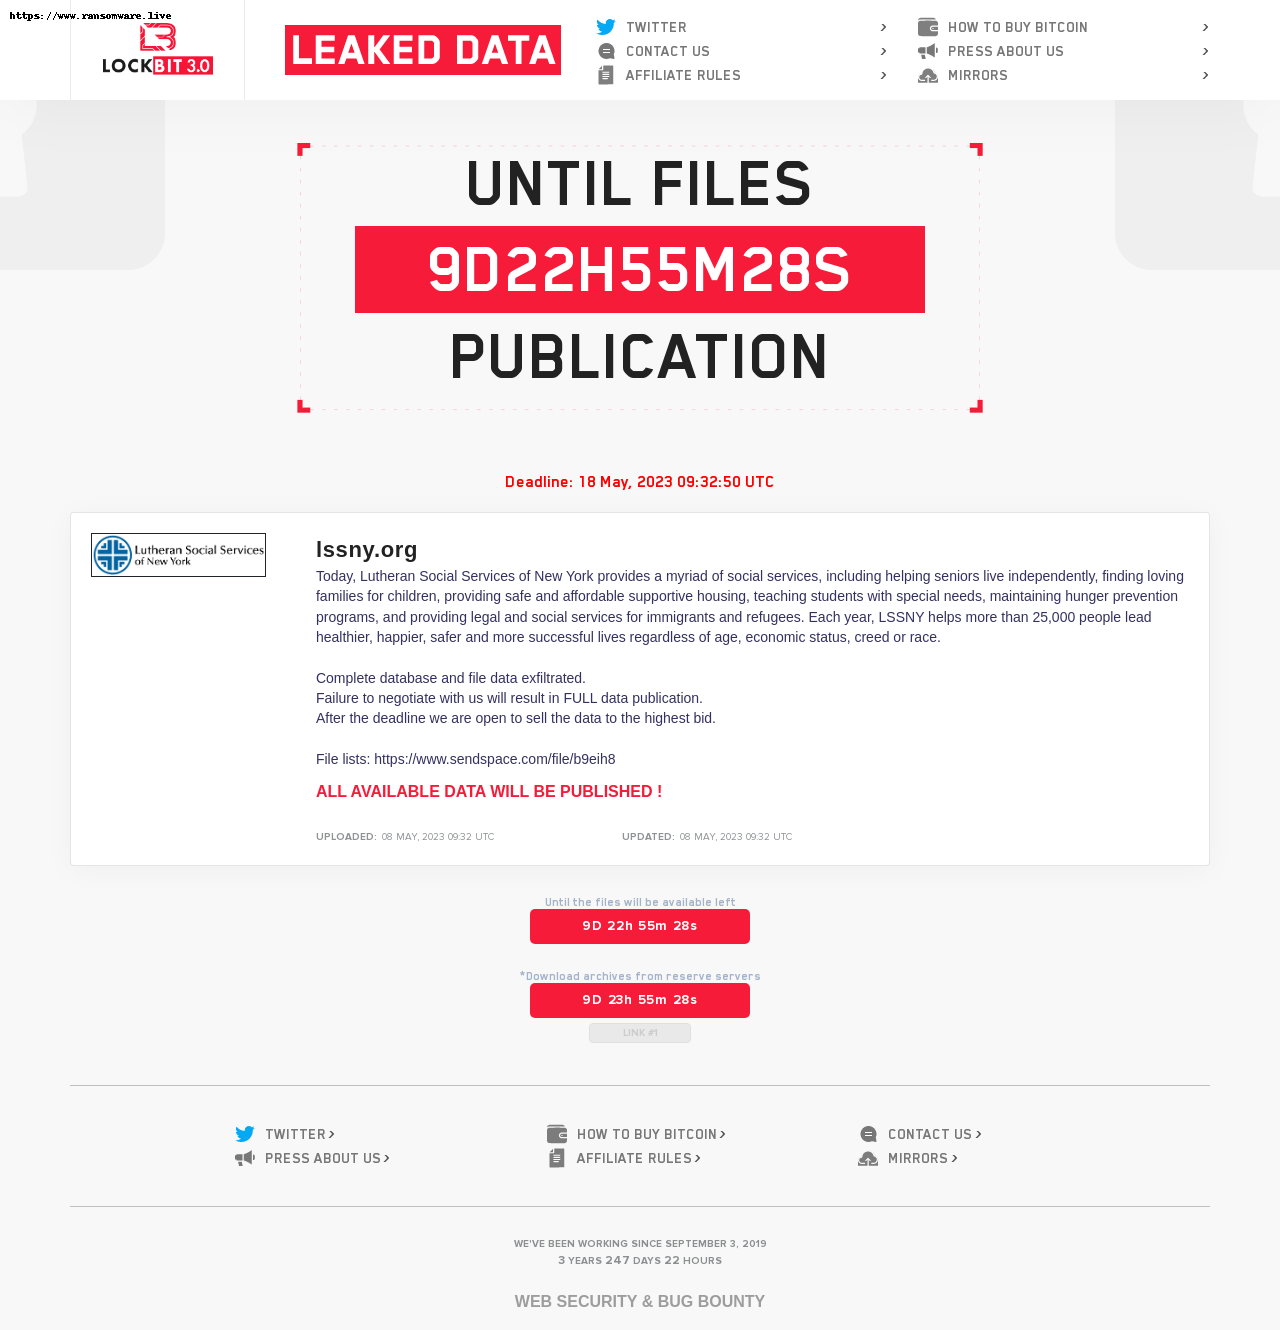 https://www.ransomware.live
LOCKBIT 3.0
LEAKED DATA
TWITTER
CONTACT US
AFFILIATE RULES
HOW TO BUY BITCOIN
PRESS ABOUT US
MIRRORS
UNTIL FILES
9D22H55M28S
PUBLICATION
Deadline: 18 May, 2023 09:32:50 UTC
Lutheran Social Services
of New York
lssny.org
Today, Lutheran Social Services of New York provides a myriad of social services, including helping seniors live independently, finding loving
families for children, providing safe and affordable supportive housing, teaching students with special needs, maintaining hunger prevention
programs, and providing legal and social services for immigrants and refugees. Each year, LSSNY helps more than 25,000 people lead
healthier, happier, safer and more successful lives regardless of age, economic status, creed or race.
Complete database and file data exfiltrated.
Failure to negotiate with us will result in FULL data publication.
After the deadline we are open to sell the data to the highest bid.
File lists: https://www.sendspace.com/file/b9eih8
ALL AVAILABLE DATA WILL BE PUBLISHED !
UPLOADED: 08 MAY, 2023 09:32 UTC
UPDATED: 08 MAY, 2023 09:32 UTC
Until the files will be available left
9D 22h 55m 28s
*Download archives from reserve servers
9D 23h 55m 28s
LINK #1
TWITTER
PRESS ABOUT US
HOW TO BUY BITCOIN
AFFILIATE RULES
CONTACT US
MIRRORS
WE'VE BEEN WORKING SINCE SEPTEMBER 3, 2019
3 YEARS 247 DAYS 22 HOURS
WEB SECURITY & BUG BOUNTY